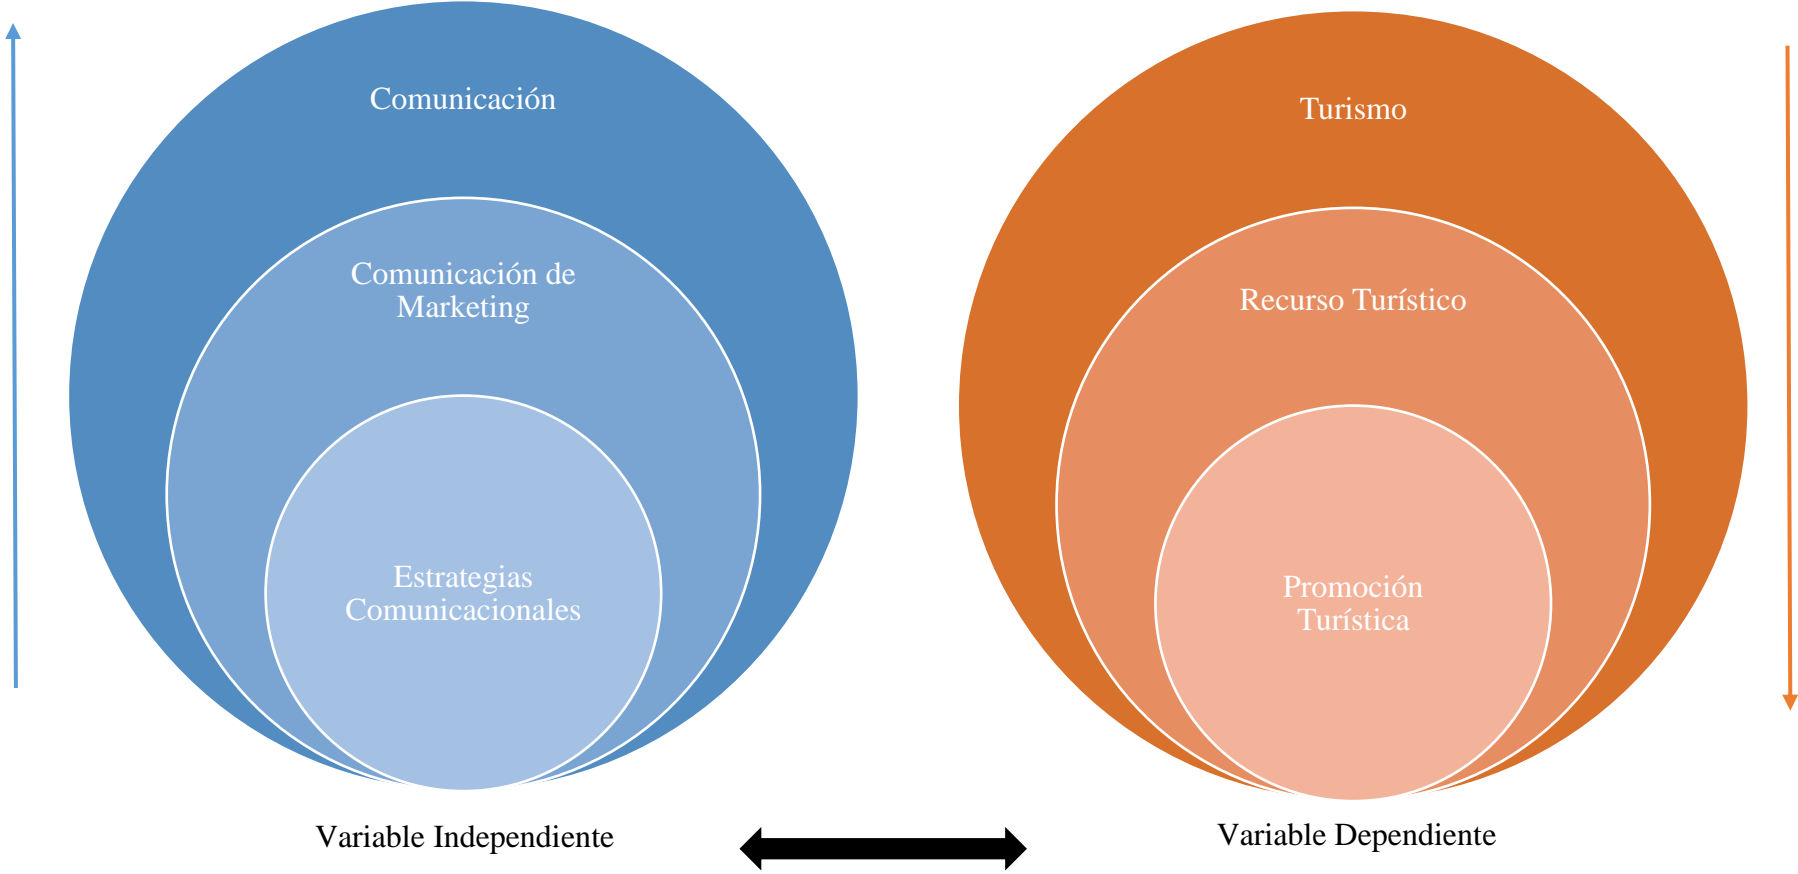 Comunicación
Comunicación de
Marketing
Estrategias
Comunicacionales
Variable Independiente
Turismo
Recurso Turístico
Promoción
Turística
Variable Dependiente